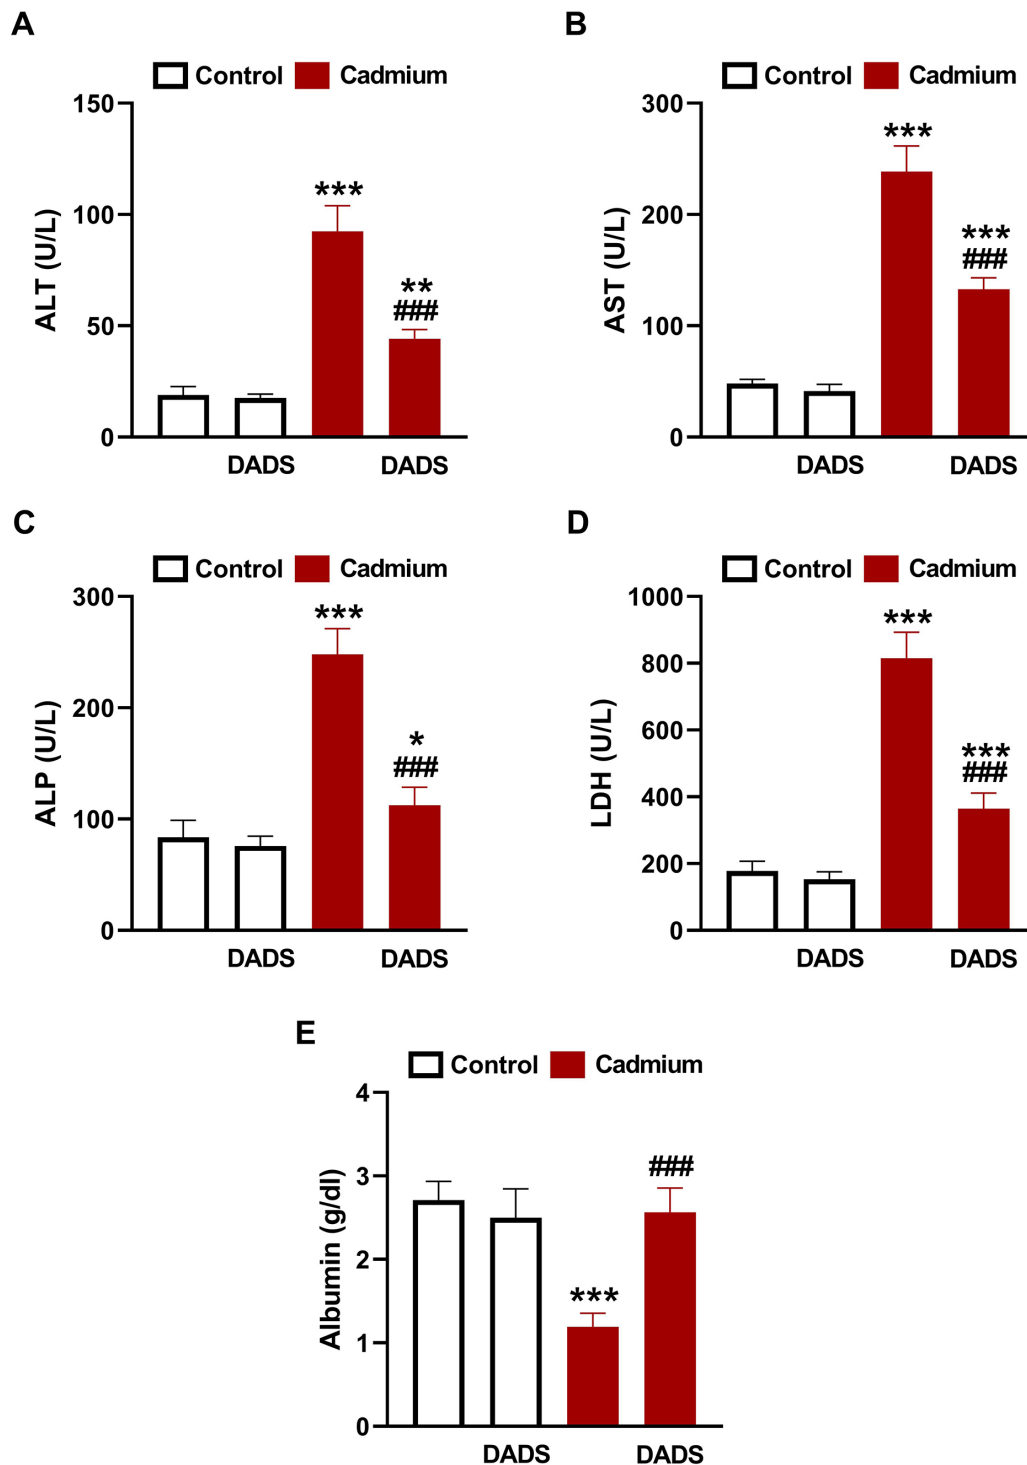 A
Control Cadmium
ALT (U/L)
150
100
50
0
***
**
###
DADS DADS
B
Control Cadmium
AST (U/L)
300
200
100
0
***
***
###
DADS DADS
C
Control Cadmium
ALP (U/L)
300
200
100
0
***
*
###
DADS DADS
D
Control Cadmium
LDH (U/L)
1000
800
600
400
200
0
***
***
###
DADS DADS
E
Control Cadmium
Albumin (g/dl)
4
3
2
1
0
***
###
DADS DADS